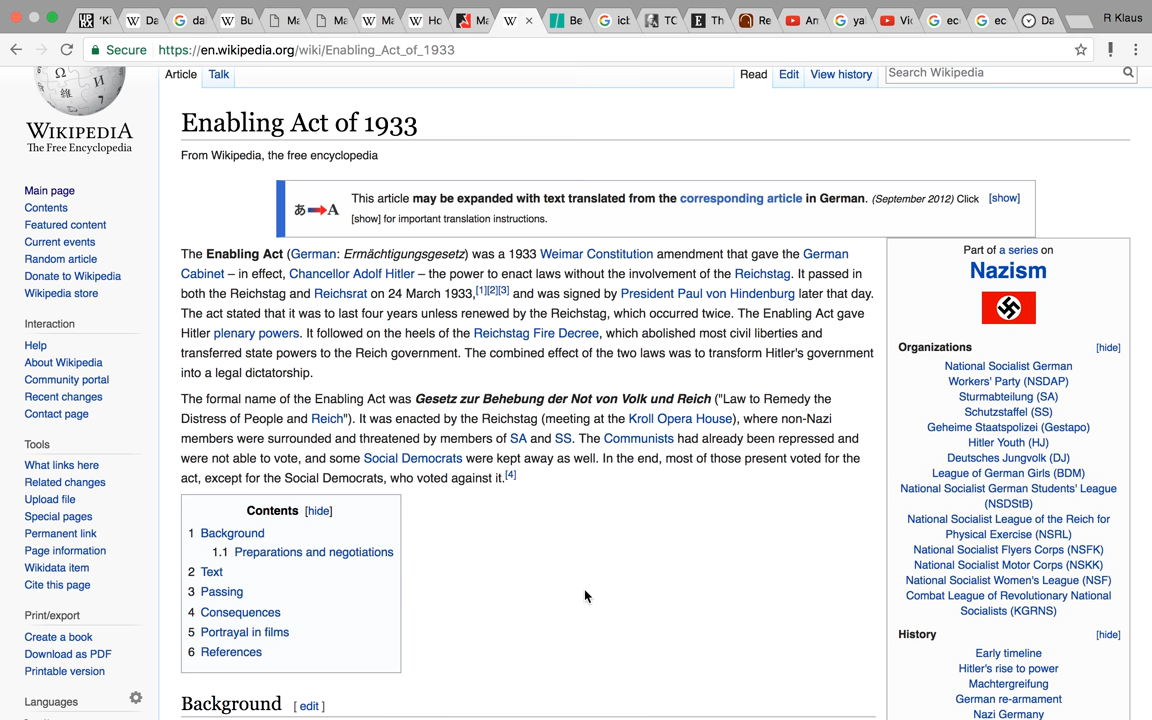 UP RX
'Ki
Da
da
Bu
Ma
Ma
Ma
Ho
Ma
Be
ich
TC
Th
Re
An
ya
Vic
ec
ec
Da
R Klaus
Secure https://en.wikipedia.org/wiki/Enabling_Act_of_1933
Article Talk Read Edit View history Search Wikipedia
WIKIPEDIA
The Free Encyclopedia
Main page
Contents
Featured content
Current events
Random article
Donate to Wikipedia
Wikipedia store
Interaction
Help
About Wikipedia
Community portal
Recent changes
Contact page
Tools
What links here
Related changes
Upload file
Special pages
Permanent link
Page information
Wikidata item
Cite this page
Print/export
Create a book
Download as PDF
Printable version
Languages
Enabling Act of 1933
From Wikipedia, the free encyclopedia
This article may be expanded with text translated from the corresponding article in German. (September 2012) Click [show]
[show] for important translation instructions.
The Enabling Act (German: Ermächtigungsgesetz) was a 1933 Weimar Constitution amendment that gave the German
Cabinet – in effect, Chancellor Adolf Hitler – the power to enact laws without the involvement of the Reichstag. It passed in
both the Reichstag and Reichsrat on 24 March 1933,[1][2][3] and was signed by President Paul von Hindenburg later that day.
The act stated that it was to last four years unless renewed by the Reichstag, which occurred twice. The Enabling Act gave
Hitler plenary powers. It followed on the heels of the Reichstag Fire Decree, which abolished most civil liberties and
transferred state powers to the Reich government. The combined effect of the two laws was to transform Hitler's government
into a legal dictatorship.
The formal name of the Enabling Act was Gesetz zur Behebung der Not von Volk und Reich ("Law to Remedy the
Distress of People and Reich"). It was enacted by the Reichstag (meeting at the Kroll Opera House), where non-Nazi
members were surrounded and threatened by members of SA and SS. The Communists had already been repressed and
were not able to vote, and some Social Democrats were kept away as well. In the end, most of those present voted for the
act, except for the Social Democrats, who voted against it.[4]
Contents [hide]
1 Background
1.1 Preparations and negotiations
2 Text
3 Passing
4 Consequences
5 Portrayal in films
6 References
Background [ edit ]
Part of a series on
Nazism
Organizations [hide]
National Socialist German
Workers' Party (NSDAP)
Sturmabteilung (SA)
Schutzstaffel (SS)
Geheime Staatspolizei (Gestapo)
Hitler Youth (HJ)
Deutsches Jungvolk (DJ)
League of German Girls (BDM)
National Socialist German Students' League
(NSDStB)
National Socialist League of the Reich for
Physical Exercise (NSRL)
National Socialist Flyers Corps (NSFK)
National Socialist Motor Corps (NSKK)
National Socialist Women's League (NSF)
Combat League of Revolutionary National
Socialists (KGRNS)
History [hide]
Early timeline
Hitler's rise to power
Machtergreifung
German re-armament
Nazi Germany